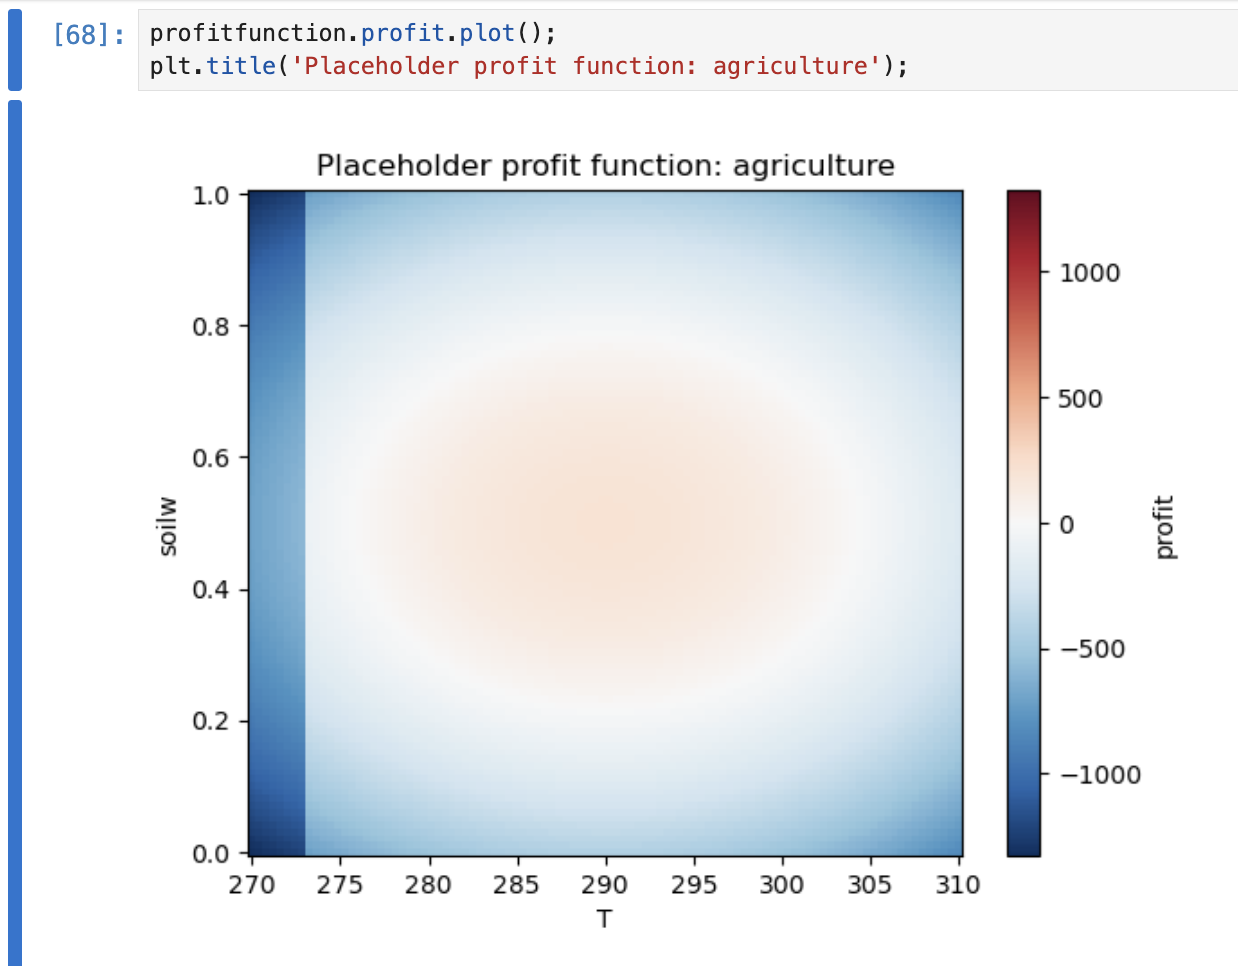 [68]: profitfunction.profit.plot();
plt.title('Placeholder profit function: agriculture');
Placeholder profit function: agriculture
1.0
0.8
0.6
0.4
0.2
0.0
soilw
270 275 280 285 290 295 300 305 310
T
1000
500
0
−500
−1000
profit